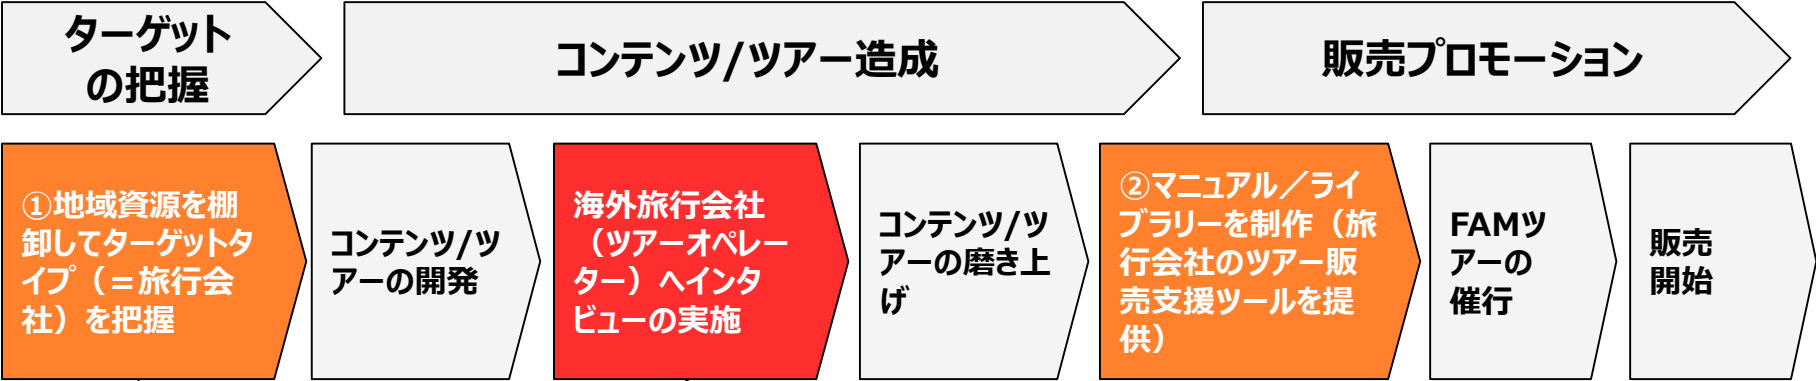 ターゲット
の把握
コンテンツ/ツアー造成
販売プロモーション
①地域資源を棚
卸してターゲットタ
イプ（＝旅行会
社）を把握
コンテンツ/ツ
アーの開発
海外旅行会社
（ツアーオペレー
ター）へインタ
ビューの実施
コンテンツ/ツ
アーの磨き上
げ
②マニュアル／ライ
ブラリーを制作（旅
行会社のツアー販
売支援ツールを提
供）
FAMツ
アーの
催行
販売
開始